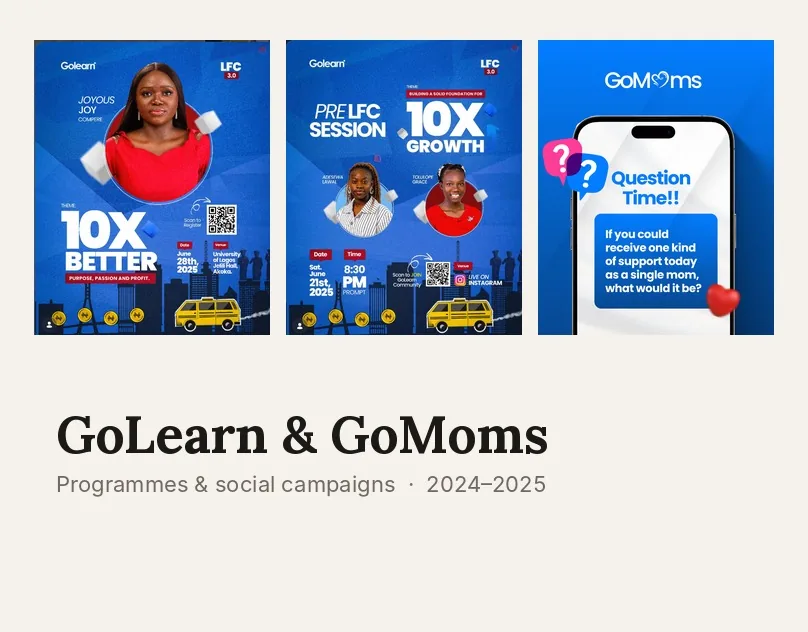 Golearn
LFC
3.0
JOYOUS
JOY
COMPERE
THEME:
10X
BETTER
PURPOSE, PASSION AND PROFIT.
Scan to
Register
Date
June
28th,
2025
Venue
University
of Lagos
Jelili Hall,
Akoka.
Golearn
LFC
3.0
PRE LFC
SESSION
THEME:
BUILDING A SOLID FOUNDATION FOR
10X
GROWTH
ADESEWA
LAWAL
TOLULOPE
GRACE
Date
Sat.
June
21st,
2025
Time
8:30
PM
PROMPT
Scan to JOIN
GoLearn
Community
Venue
LIVE ON
INSTAGRAM
GoMoms
?
?
Question
Time!!
If you could
receive one kind
of support today
as a single mom,
what would it be?
GoLearn & GoMoms
Programmes & social campaigns · 2024–2025